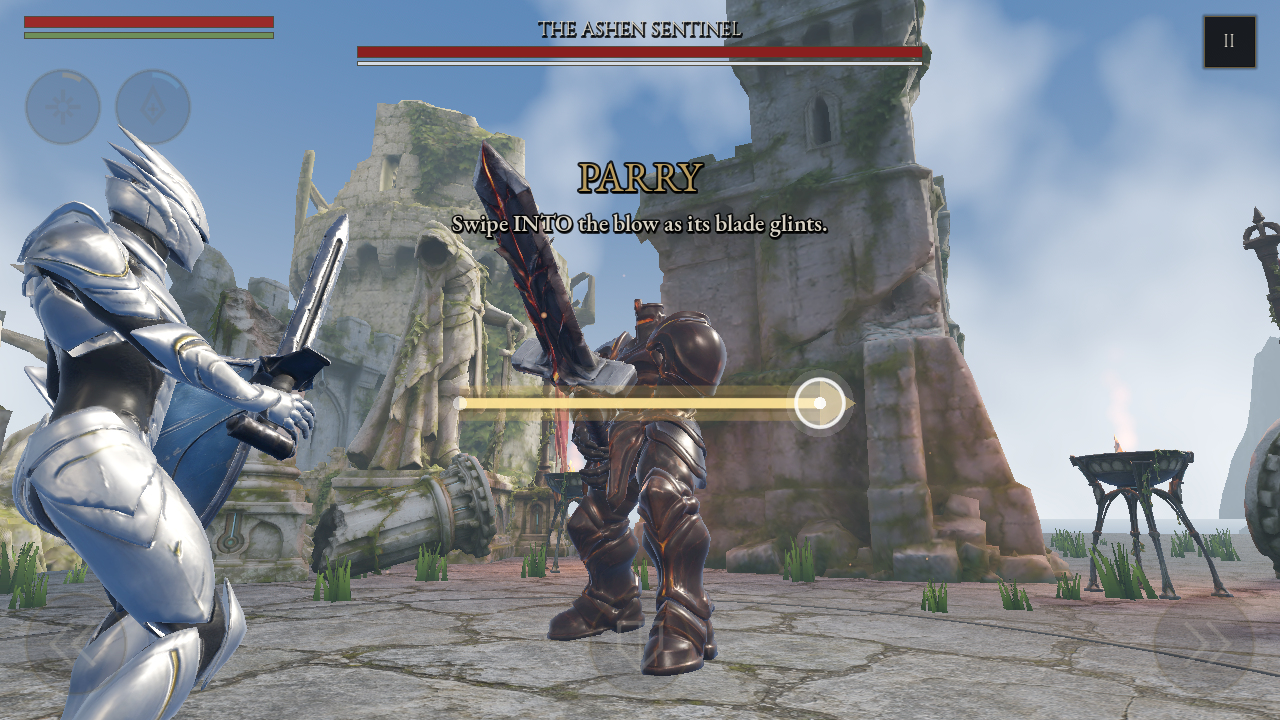 THE ASHEN SENTINEL
PARRY
Swipe INTO the blow as its blade glints.